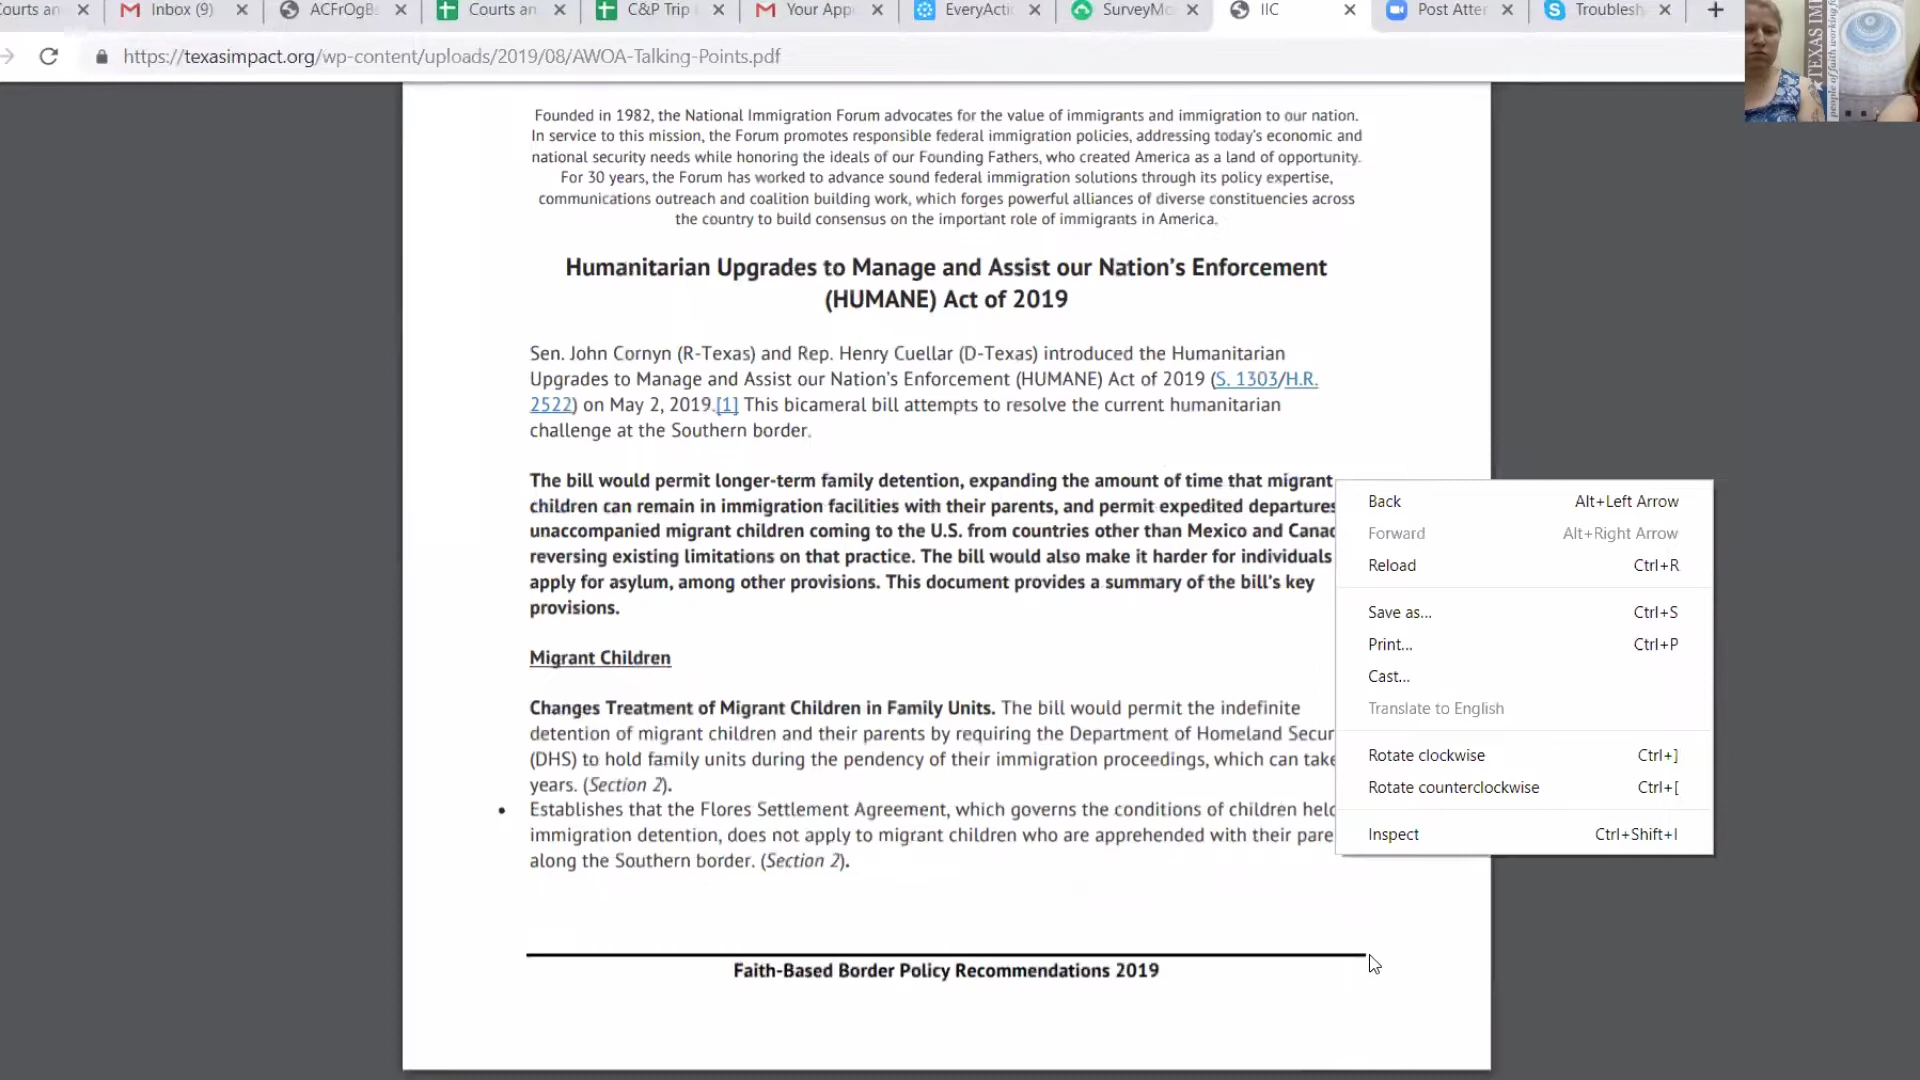 ourts an
Inbox (9)
ACFrOgB
Courts an
C&P Trip
Your App
EveryActi
SurveyMo
IIC
Post Atter
Troublesh
https://texasimpact.org/wp-content/uploads/2019/08/AWOA-Talking-Points.pdf
TEXAS IM
people of faith working fo
Founded in 1982, the National Immigration Forum advocates for the value of immigrants and immigration to our nation.
In service to this mission, the Forum promotes responsible federal immigration policies, addressing today's economic and
national security needs while honoring the ideals of our Founding Fathers, who created America as a land of opportunity.
For 30 years, the Forum has worked to advance sound federal immigration solutions through its policy expertise,
communications outreach and coalition building work, which forges powerful alliances of diverse constituencies across
the country to build consensus on the important role of immigrants in America.
Humanitarian Upgrades to Manage and Assist our Nation's Enforcement
(HUMANE) Act of 2019
Sen. John Cornyn (R-Texas) and Rep. Henry Cuellar (D-Texas) introduced the Humanitarian
Upgrades to Manage and Assist our Nation's Enforcement (HUMANE) Act of 2019 (S. 1303/H.R.
2522) on May 2, 2019.[1] This bicameral bill attempts to resolve the current humanitarian
challenge at the Southern border.
The bill would permit longer-term family detention, expanding the amount of time that migrant
children can remain in immigration facilities with their parents, and permit expedited departures
unaccompanied migrant children coming to the U.S. from countries other than Mexico and Canad
reversing existing limitations on that practice. The bill would also make it harder for individuals
apply for asylum, among other provisions. This document provides a summary of the bill's key
provisions.
Migrant Children
Changes Treatment of Migrant Children in Family Units. The bill would permit the indefinite
detention of migrant children and their parents by requiring the Department of Homeland Secur
(DHS) to hold family units during the pendency of their immigration proceedings, which can take
years. (Section 2).
• Establishes that the Flores Settlement Agreement, which governs the conditions of children held
immigration detention, does not apply to migrant children who are apprehended with their pare
along the Southern border. (Section 2).
Faith-Based Border Policy Recommendations 2019
Back Alt+Left Arrow
Forward Alt+Right Arrow
Reload Ctrl+R
Save as... Ctrl+S
Print... Ctrl+P
Cast...
Translate to English
Rotate clockwise Ctrl+]
Rotate counterclockwise Ctrl+[
Inspect Ctrl+Shift+I